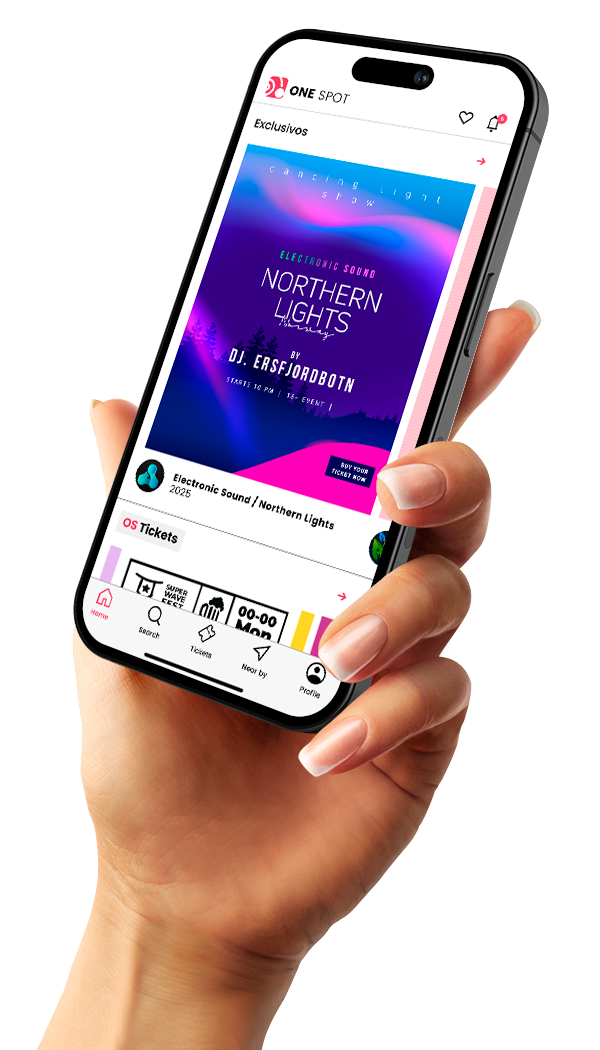 ONE SPOT
Exclusivos
dancing light
show
ELECTRONIC SOUND
NORTHERN
LIGHTS
Norway
BY
DJ. ERSFJORDBOTN
STARTS 10 PM | 18+ EVENT |
BUY YOUR
TICKET NOW
Electronic Sound / Northern Lights
2025
OS Tickets
SUPER
WAVE
FEST
00-00
Mon
Home
Search
Tickets
Near by
Profile